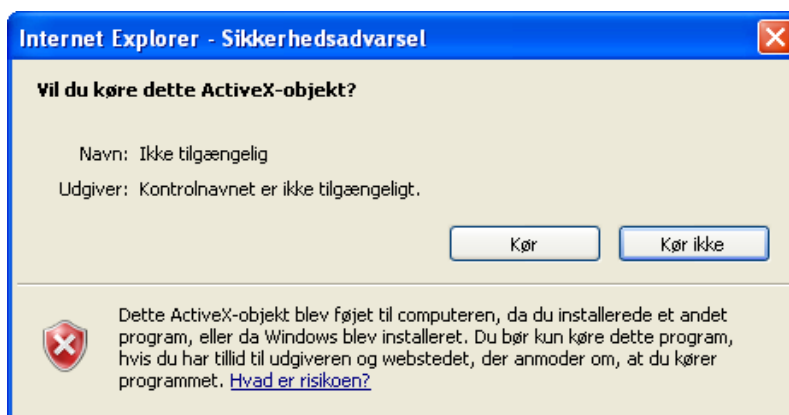 Internet Explorer - Sikkerhedsadvarsel
Vil du køre dette ActiveX-objekt?
Navn: Ikke tilgængelig
Udgiver: Kontrolnavnet er ikke tilgængeligt.
Kør Kør ikke
Dette ActiveX-objekt blev føjet til computeren, da du installerede et andet
program, eller da Windows blev installeret. Du bør kun køre dette program,
hvis du har tillid til udgiveren og webstedet, der anmoder om, at du kører
programmet. Hvad er risikoen?